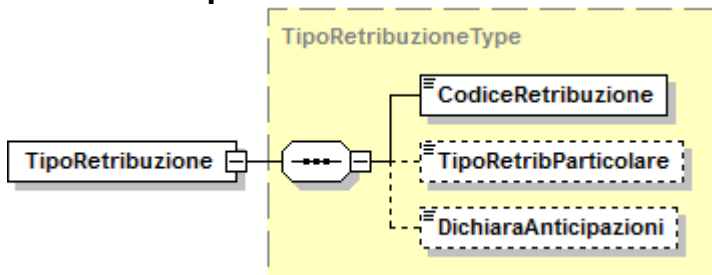 TipoRetribuzioneType
CodiceRetribuzione
TipoRetribuzione
TipoRetribParticolare
DichiaraAnticipazioni